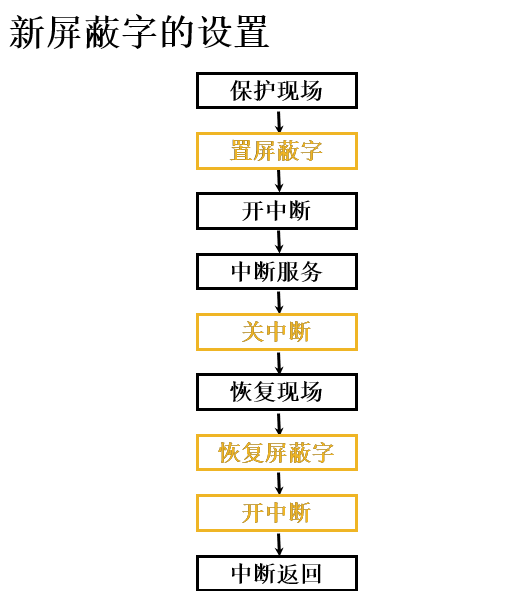 新屏蔽字的设置
保护现场
置屏蔽字
开中断
中断服务
关中断
恢复现场
恢复屏蔽字
开中断
中断返回